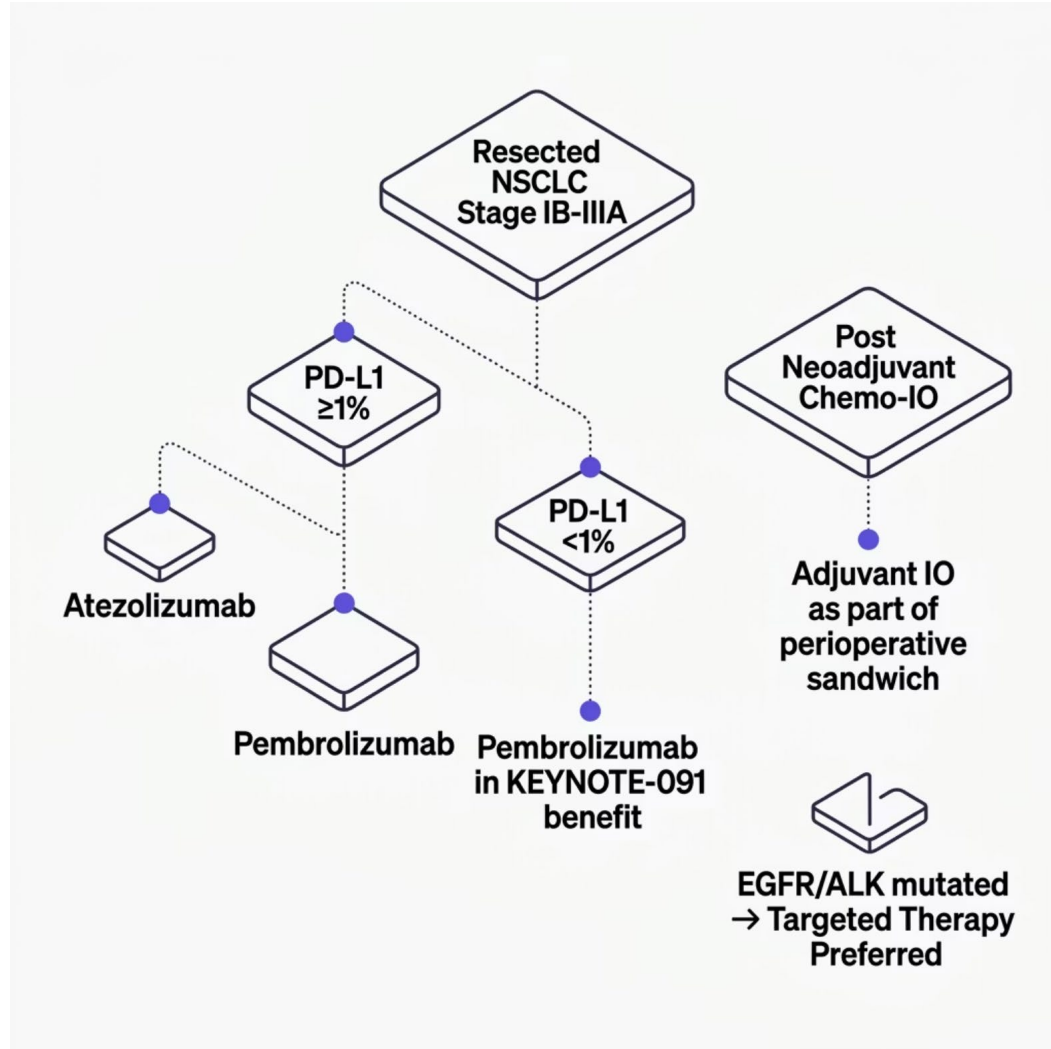 Resected
NSCLC
Stage IB-IIIA
PD-L1
≥1%
Atezolizumab
Pembrolizumab
PD-L1
<1%
Pembrolizumab
in KEYNOTE-091
benefit
Post
Neoadjuvant
Chemo-IO
Adjuvant IO
as part of
perioperative
sandwich
EGFR/ALK mutated
→ Targeted Therapy
Preferred